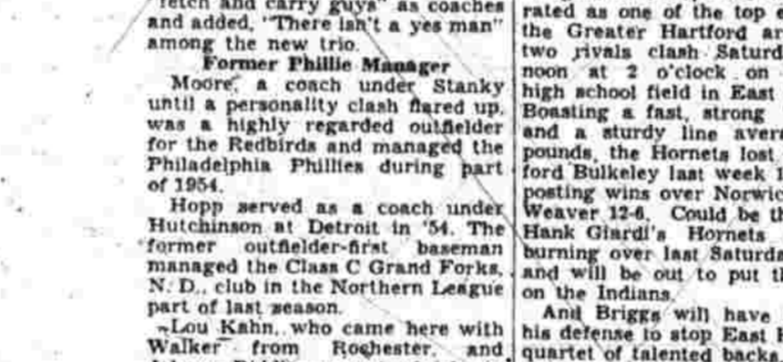 fetch and carry guys" as coaches
and added, "There isn't a yes man"
among the new trio.
Former Phillie Manager
Moore, a coach under Stanky
until a personality clash flared up,
was a highly regarded outfielder
for the Redbirds and managed the
Philadelphia Phillies during part
of 1954.
Hopp served as a coach under
Hutchinson at Detroit in '54. The
former outfielder-first baseman
managed the Class C Grand Forks,
N. D., club in the Northern League
part of last season.
Lou Kahn, who came here with
Walker from Rochester, and
rated as one of the top
the Greater Hartford
two rivals clash Saturd
noon at 2 o'clock on
high school field in East
Boasting a fast, strong
and a sturdy line aver
pounds, the Hornets lost
ford Bulkeley last week
posting wins over Norwic
Weaver 12-6. Could be
Hank Giardi's Hornets
burning over last Saturda
and will be out to put
on the Indians.
And Briggs will have
his defense to stop East
quartet of talented backs